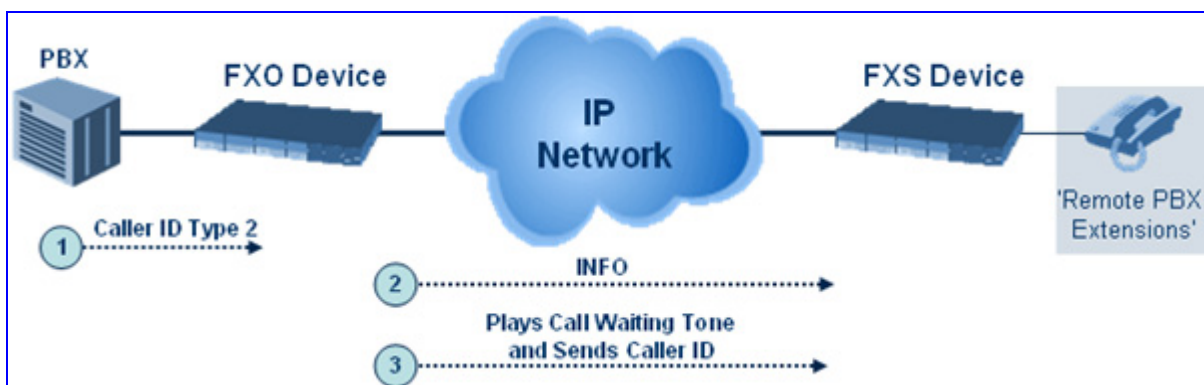 PBX
FXO Device
IP
Network
FXS Device
'Remote PBX
Extensions'
1
Caller ID Type 2
2
INFO
Plays Call Waiting Tone
3
and Sends Caller ID